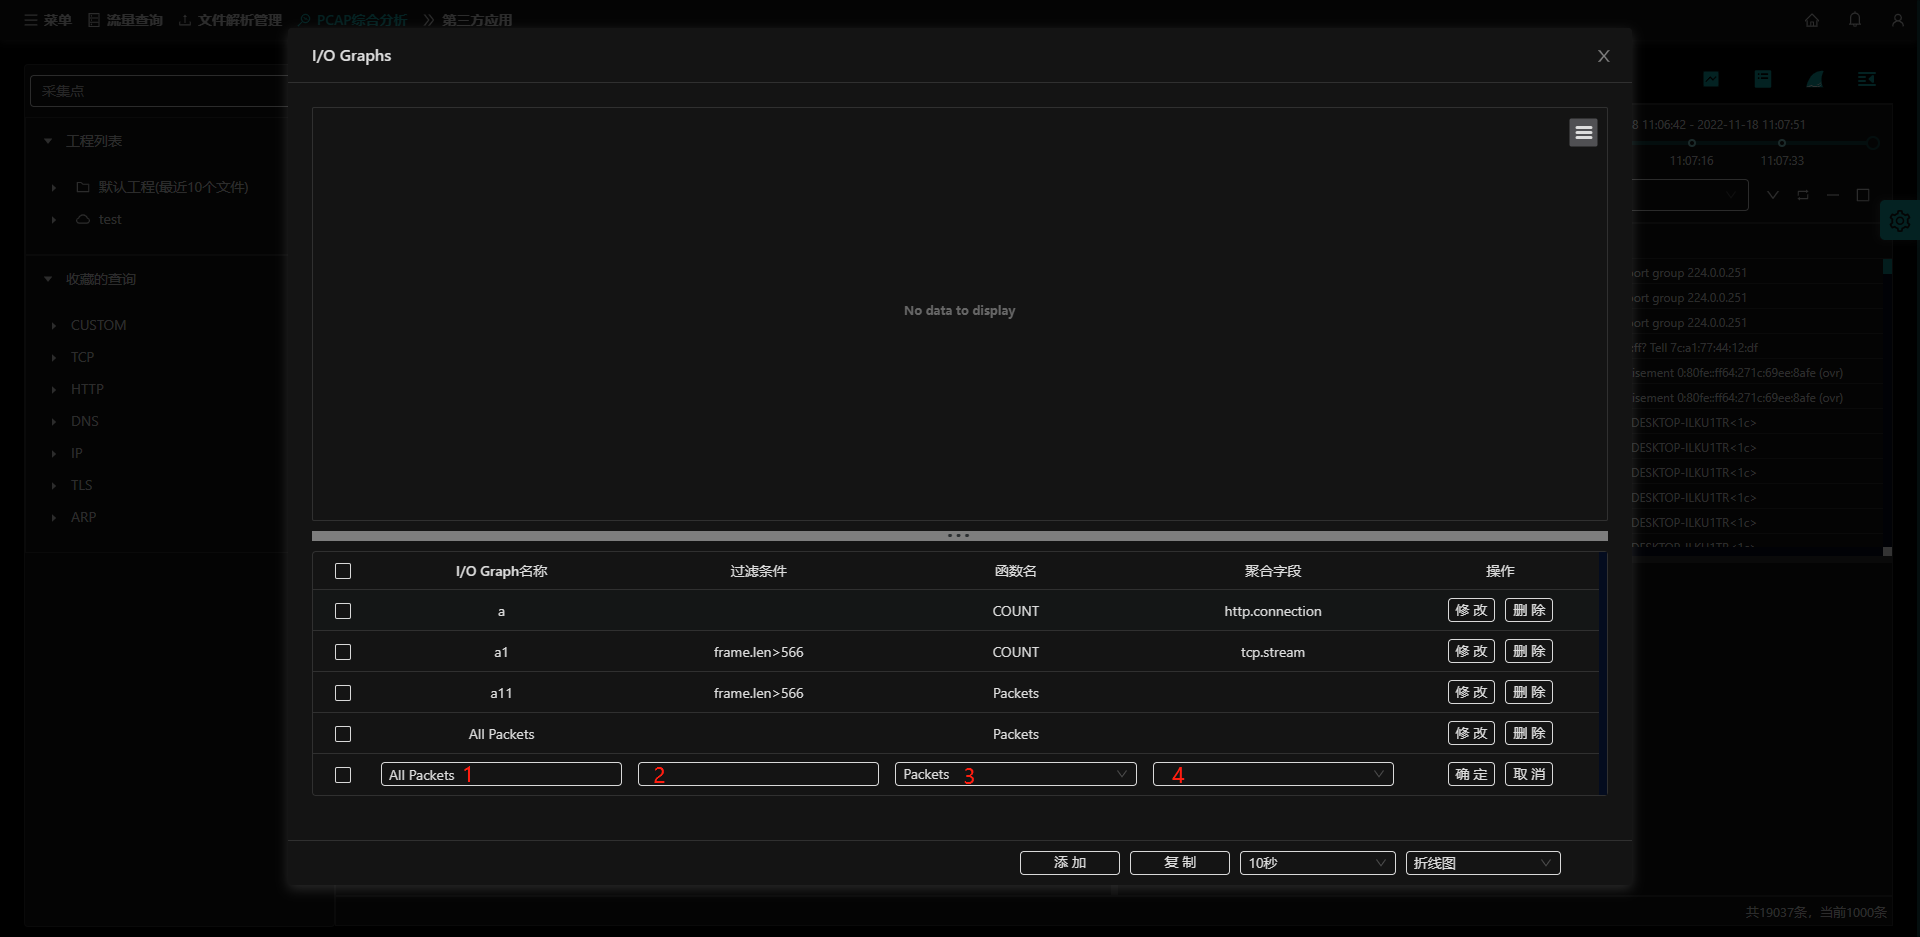 菜单 流量查询 文件解析管理 PCAP综合分析 第三方应用
I/O Graphs
X
采集点
工程列表
默认工程(最近10个文件)
test
收藏的查询
CUSTOM
TCP
HTTP
DNS
IP
TLS
ARP
No data to display
8 11:06:42 - 2022-11-18 11:07:51
11:07:16 11:07:33
ort group 224.0.0.251
ort group 224.0.0.251
ort group 224.0.0.251
:ff? Tell 7c:a1:77:44:12:df
isement 0:80fe::ff64:271c:69ee:8afe (ovr)
isement 0:80fe::ff64:271c:69ee:8afe (ovr)
DESKTOP-ILKU1TR<1c>
DESKTOP-ILKU1TR<1c>
DESKTOP-ILKU1TR<1c>
DESKTOP-ILKU1TR<1c>
DESKTOP-ILKU1TR<1c>
I/O Graph名称 过滤条件 函数名 聚合字段 操作
a COUNT http.connection 修改 删除
a1 frame.len>566 COUNT tcp.stream 修改 删除
a11 frame.len>566 Packets 修改 删除
All Packets Packets 修改 删除
All Packets 1 2 Packets 3 4 确定 取消
添加 复制 10秒 折线图
共19037条，当前1000条